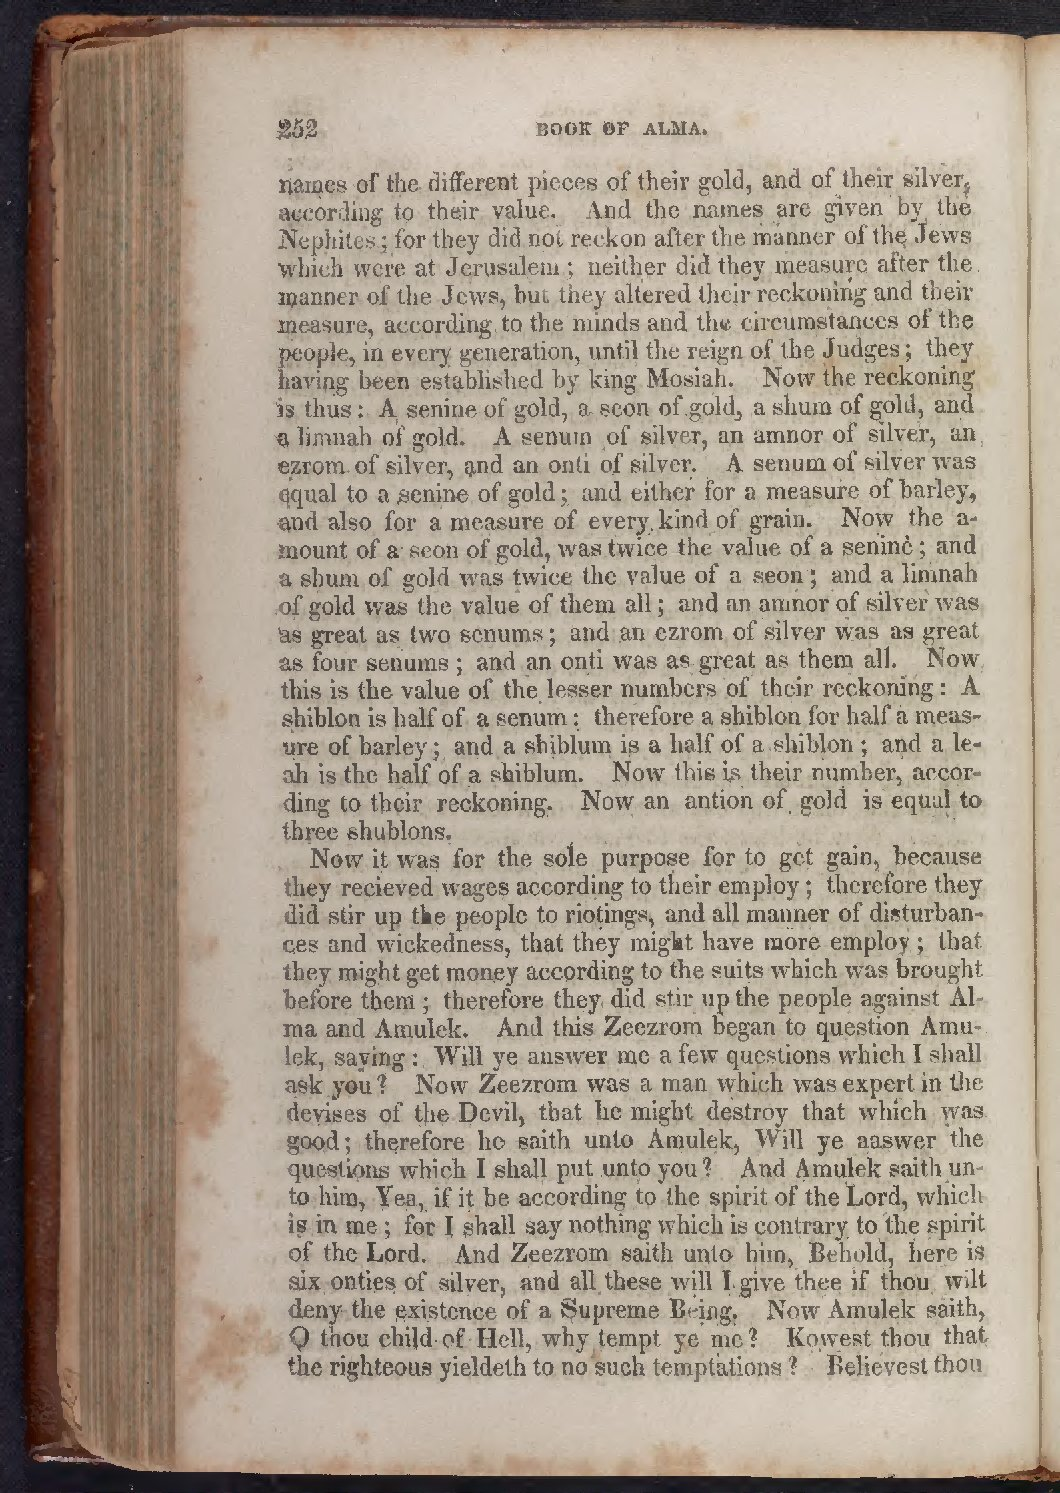 252 BOOK OF ALMA.
names of the different pieces of their gold, and of their silver,
according to their value. And the names are given by the
Nephites; for they did not reckon after the manner of the Jews
which were at Jerusalem; neither did they measure after the
manner of the Jews, but they altered their reckoning and their
measure, according to the minds and the circumstances of the
people, in every generation, until the reign of the Judges; they
having been established by king Mosiah. Now the reckoning
is thus: A senine of gold, a seon of gold, a shum of gold, and
a limnah of gold. A senum of silver, an amnor of silver, an
ezrom of silver, and an onti of silver. A senum of silver was
equal to a senine of gold; and either for a measure of barley,
and also for a measure of every kind of grain. Now the a-
mount of a seon of gold, was twice the value of a senine; and
a shum of gold was twice the value of a seon; and a limnah
of gold was the value of them all; and an amnor of silver was
as great as two senums; and an ezrom of silver was as great
as four senums; and an onti was as great as them all. Now
this is the value of the lesser numbers of their reckoning: A
shiblon is half of a senum: therefore a shiblon for half a meas-
ure of barley; and a shiblum is a half of a shiblon; and a le-
ah is the half of a shiblum. Now this is their number, accor-
ding to their reckoning. Now an antion of gold is equal to
three shublons.
Now it was for the sole purpose for to get gain, because
they recieved wages according to their employ; therefore they
did stir up the people to riotings, and all manner of disturban-
ces and wickedness, that they might have more employ; that
they might get money according to the suits which was brought
before them; therefore they did stir up the people against Al-
ma and Amulek. And this Zeezrom began to question Amu-
lek, saying: Will ye answer me a few questions which I shall
ask you? Now Zeezrom was a man which was expert in the
devises of the Devil, that he might destroy that which was
good; therefore he saith unto Amulek, Will ye aaswer the
questions which I shall put unto you? And Amulek saith un-
to him, Yea, if it be according to the spirit of the Lord, which
is in me; for I shall say nothing which is contrary to the spirit
of the Lord. And Zeezrom saith unto him, Behold, here is
six onties of silver, and all these will I give thee if thou wilt
deny the existence of a Supreme Being. Now Amulek saith,
O thou child of Hell, why tempt ye me? Kowest thou that
the righteous yieldeth to no such temptations? Believest thou